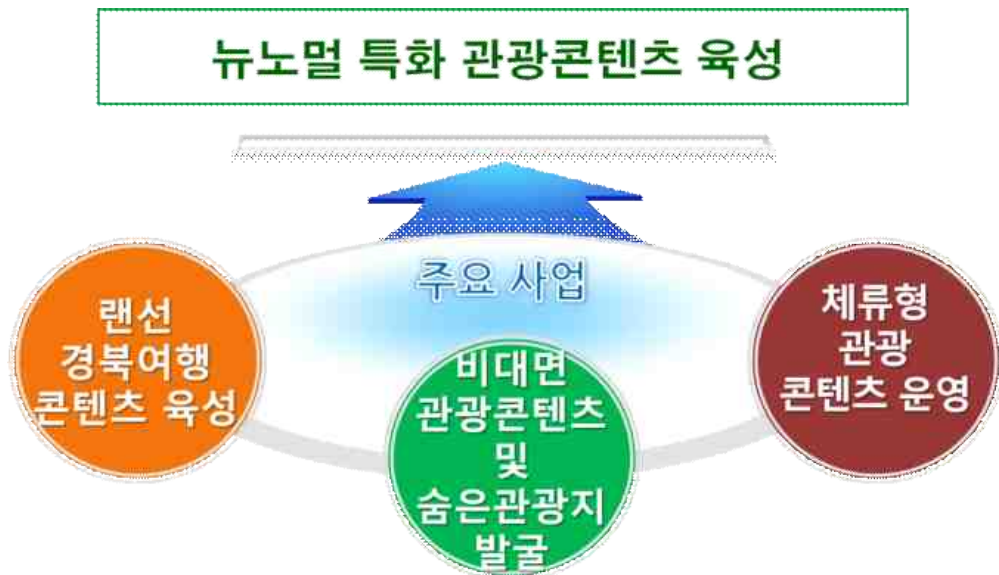 뉴노멀 특화 관광콘텐츠 육성
주요 사업
랜선
경북여행
콘텐츠 육성
비대면
관광콘텐츠
및
숨은관광지
발굴
체류형
관광
콘텐츠 운영